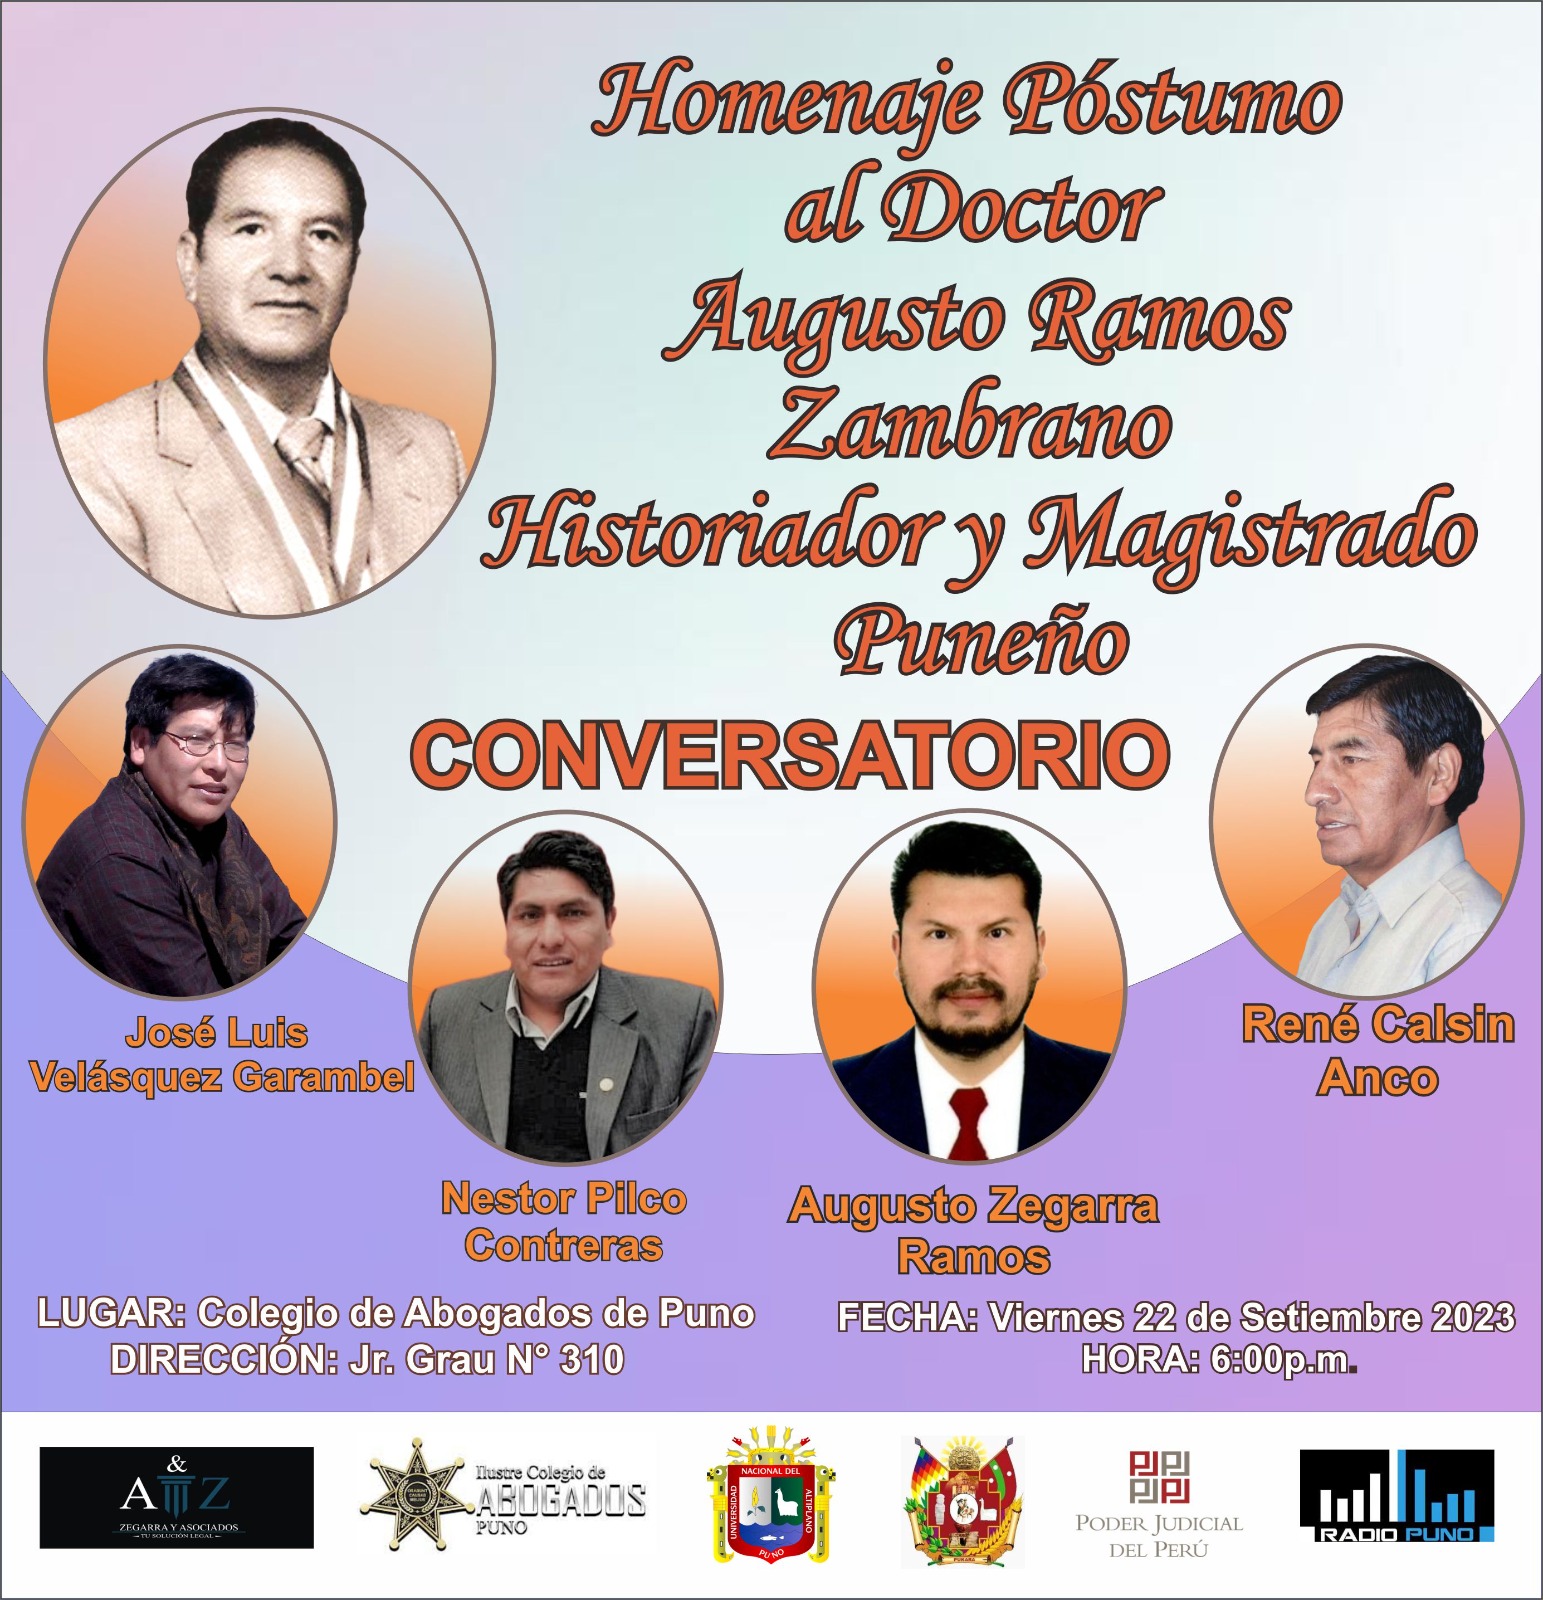 Homenaje Póstumo
al Doctor
Augusto Ramos
Zambrano
Historiador y Magistrado
Puneño
CONVERSATORIO
José Luis
Velásquez Garambel
Nestor Pilco
Contreras
Augusto Zegarra
Ramos
René Calsin
Anco
LUGAR: Colegio de Abogados de Puno
DIRECCIÓN: Jr. Grau N° 310
FECHA: Viernes 22 de Setiembre 2023
HORA: 6:00p.m.
&
A Z
ZEGARRA Y ASOCIADOS
TU SOLUCIÓN LEGAL
Ilustre Colegio de
ABOGADOS
PUNO
NACIONAL DEL
UNIVERSIDAD
ALTIPLANO
PUNO
PUKARA
PJPJ
PJPJ
PODER JUDICIAL
DEL PERÚ
RADIO PUNO